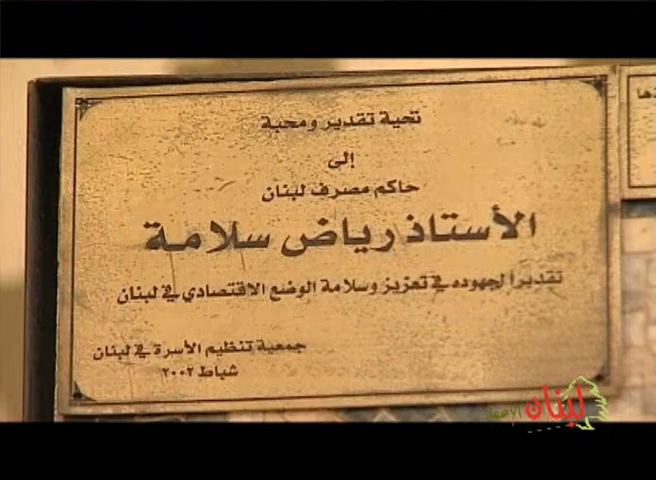 تحية تقدير ومحبة
إلى
حاكم مصرف لبنان
الأستاذ رياض سلامة
تقديراً لجهوده في تعزيز وسلامة الوضع الاقتصادي في لبنان
جمعية تنظيم الأسرة في لبنان
شباط ٢٠٠٢
لبنان